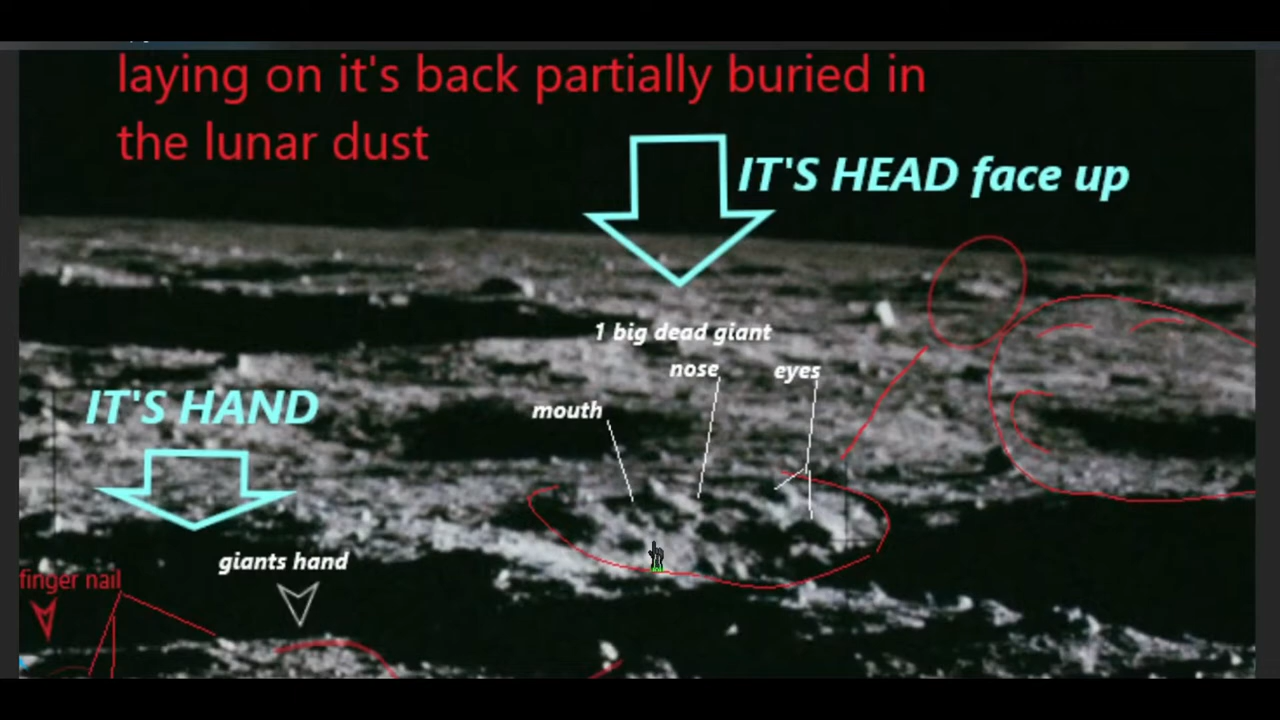 laying on it's back partially buried in
the lunar dust
IT'S HEAD face up
1 big dead giant
nose
eyes
mouth
IT'S HAND
giants hand
finger nail